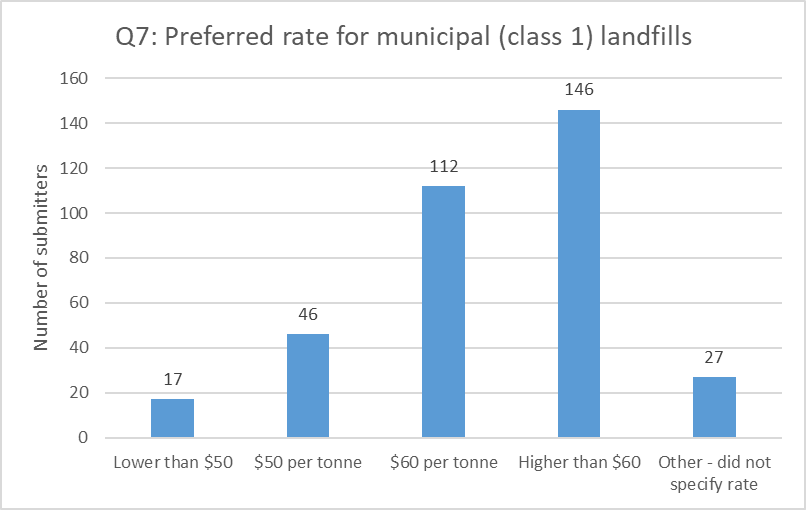 Q7: Preferred rate for municipal (class 1) landfills
160
140
120
100
80
60
40
20
0
Number of submitters
17
46
112
146
27
Lower than $50
$50 per tonne
$60 per tonne
Higher than $60
Other - did not
specify rate